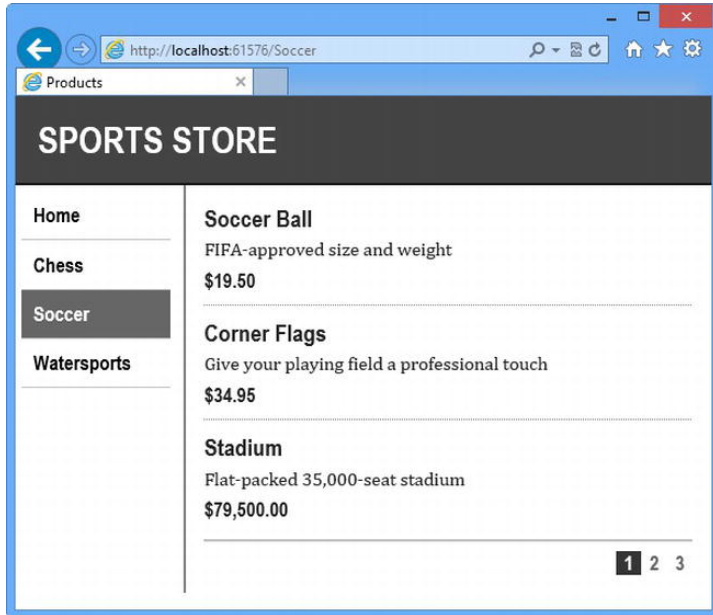 http://localhost:61576/Soccer
Products
SPORTS STORE
Home
Chess
Soccer
Watersports
Soccer Ball
FIFA-approved size and weight
$19.50
Corner Flags
Give your playing field a professional touch
$34.95
Stadium
Flat-packed 35,000-seat stadium
$79,500.00
1 2 3